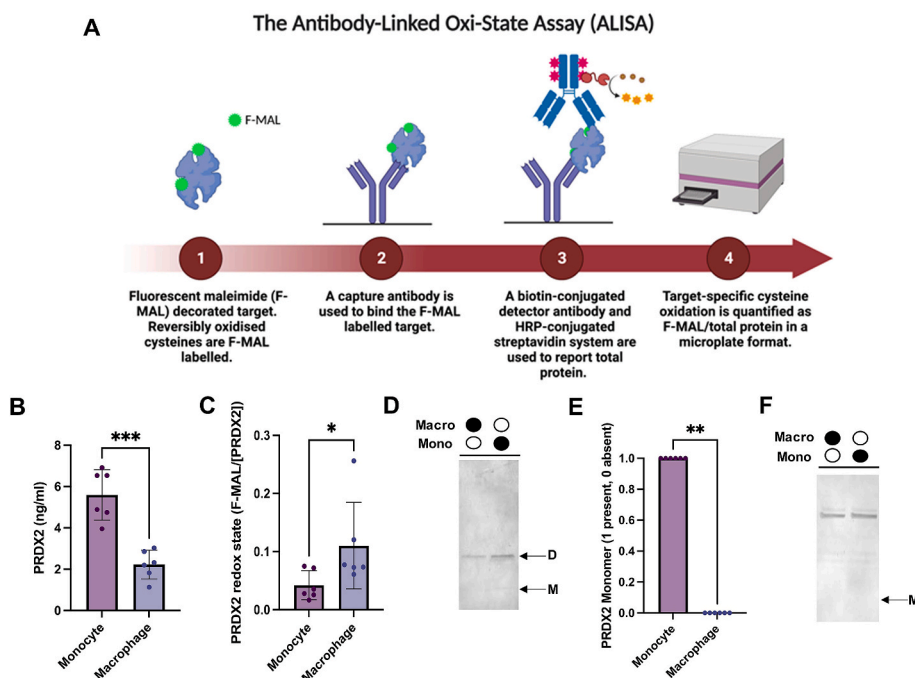 A
The Antibody-Linked Oxi-State Assay (ALISA)
F-MAL
1
2
3
4
Fluorescent maleimide (F-
MAL) decorated target.
Reversibly oxidised
cysteines are F-MAL
labelled.
A capture antibody is
used to bind the F-MAL
labelled target.
A biotin-conjugated
detector antibody and
HRP-conjugated
streptavidin system are
used to report total
protein.
Target-specific cysteine
oxidation is quantified as
F-MAL/total protein in a
microplate format.
B
PRDX2 (ng/ml)
8
6
4
2
0
***
Monocyte
Macrophage
C
PRDX2 redox state (F-MAL/[PRDX2])
0.3
0.2
0.1
0.0
*
Monocyte
Macrophage
D
Macro
Mono
D
M
E
PRDX2 Monomer (1 present, 0 absent)
1.0
0.8
0.6
0.4
0.2
0.0
**
Monocyte
Macrophage
F
Macro
Mono
M